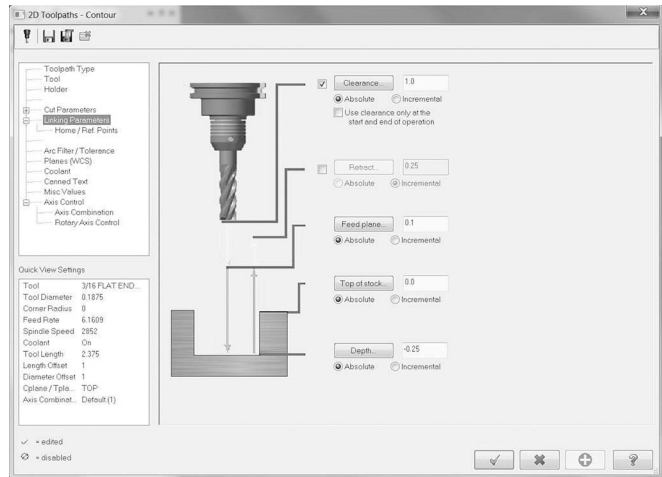 2D Toolpaths - Contour
Toolpath Type
Tool
Holder
Cut Parameters
Linking Parameters
Home / Ref. Points
Arc Filter / Tolerance
Planes (WCS)
Coolant
Canned Text
Misc Values
Axis Control
Axis Combination
Rotary Axis Control
Quick View Settings
Tool 3/16 FLAT END...
Tool Diameter 0.1875
Corner Radius 0
Feed Rate 6.1609
Spindle Speed 2852
Coolant On
Tool Length 2.375
Length Offset 1
Diameter Offset 1
Cplane / Tpla... TOP
Axis Combinat... Default (1)
= edited
= disabled
Clearance... 1.0
Absolute Incremental
Use clearance only at the
start and end of operation
Retract... 0.25
Absolute Incremental
Feed plane... 0.1
Absolute Incremental
Top of stock... 0.0
Absolute Incremental
Depth... -0.25
Absolute Incremental